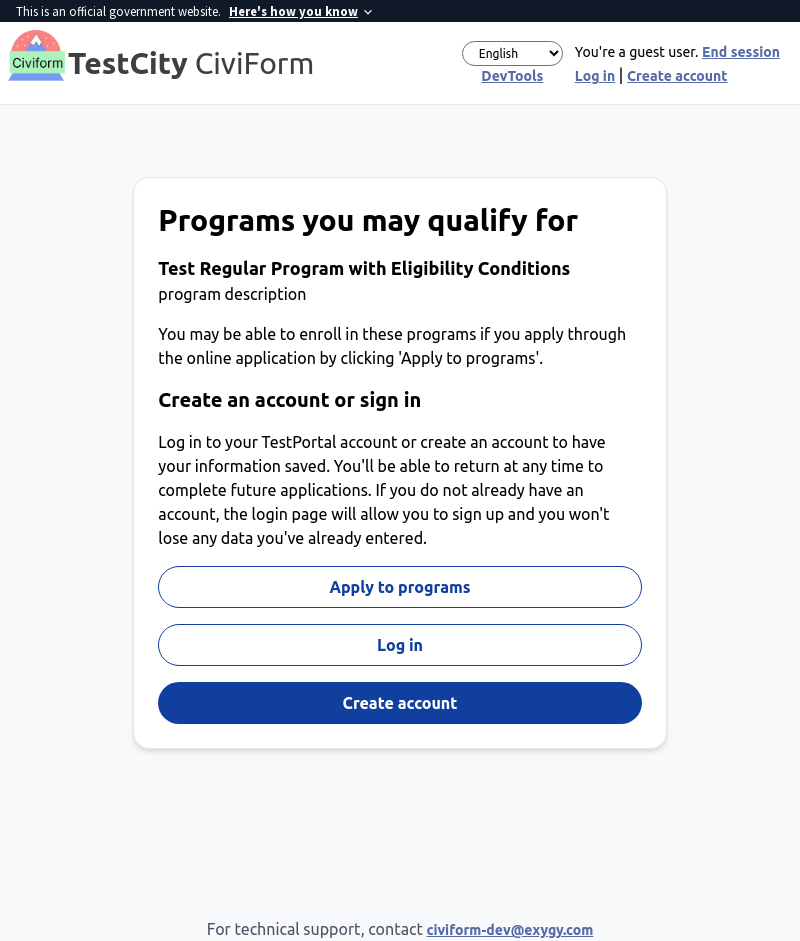 This is an official government website. Here's how you know
Civiform
TestCity CiviForm
English
You're a guest user. End session
DevTools
Log in | Create account
Programs you may qualify for
Test Regular Program with Eligibility Conditions
program description
You may be able to enroll in these programs if you apply through
the online application by clicking 'Apply to programs'.
Create an account or sign in
Log in to your TestPortal account or create an account to have
your information saved. You'll be able to return at any time to
complete future applications. If you do not already have an
account, the login page will allow you to sign up and you won't
lose any data you've already entered.
Apply to programs
Log in
Create account
For technical support, contact civiform-dev@exygy.com